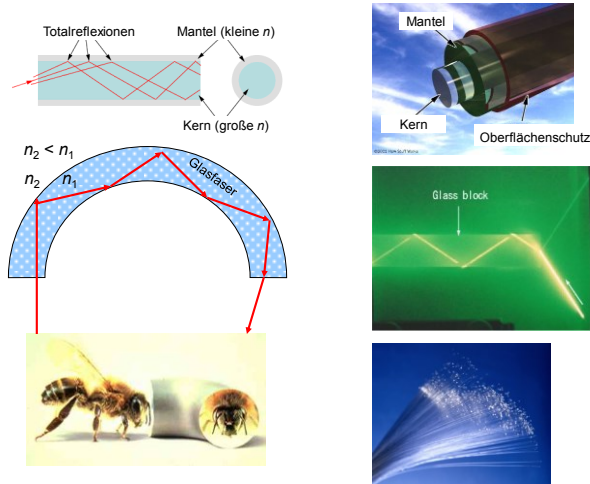 Totalreflexionen
Mantel (kleine n)
Kern (große n)
n₂ < n₁
n₂ n₁
Glasfaser
Mantel
Kern
Oberflächenschutz
Glass block